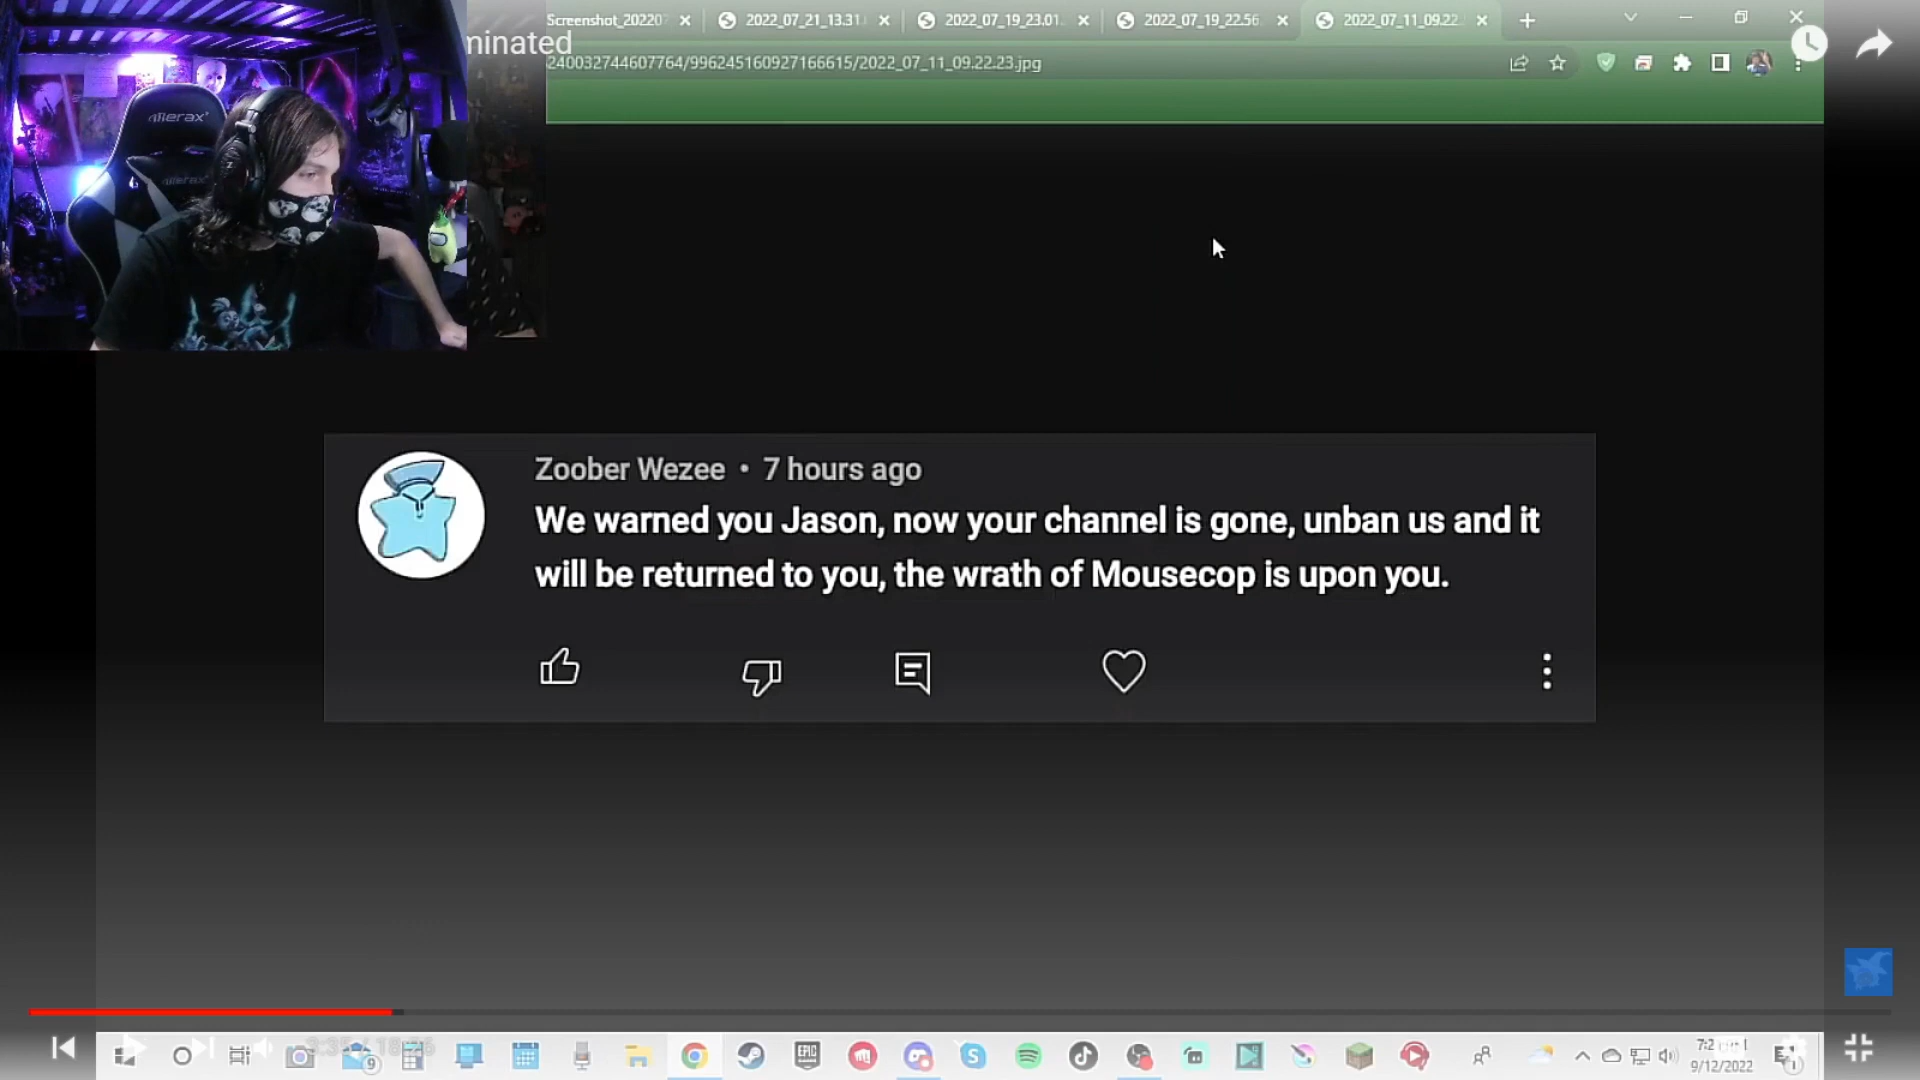 minated
Screenshot_20220
2022_07_21_13.31.
2022_07_19_23.01.
2022_07_19_22.56
2022_07_11_09.22
240032744607764/996245160927166615/2022_07_11_09.22.23.jpg
Zoober Wezee • 7 hours ago
We warned you Jason, now your channel is gone, unban us and it
will be returned to you, the wrath of Mousecop is upon you.
EPIC
9
9/12/2022